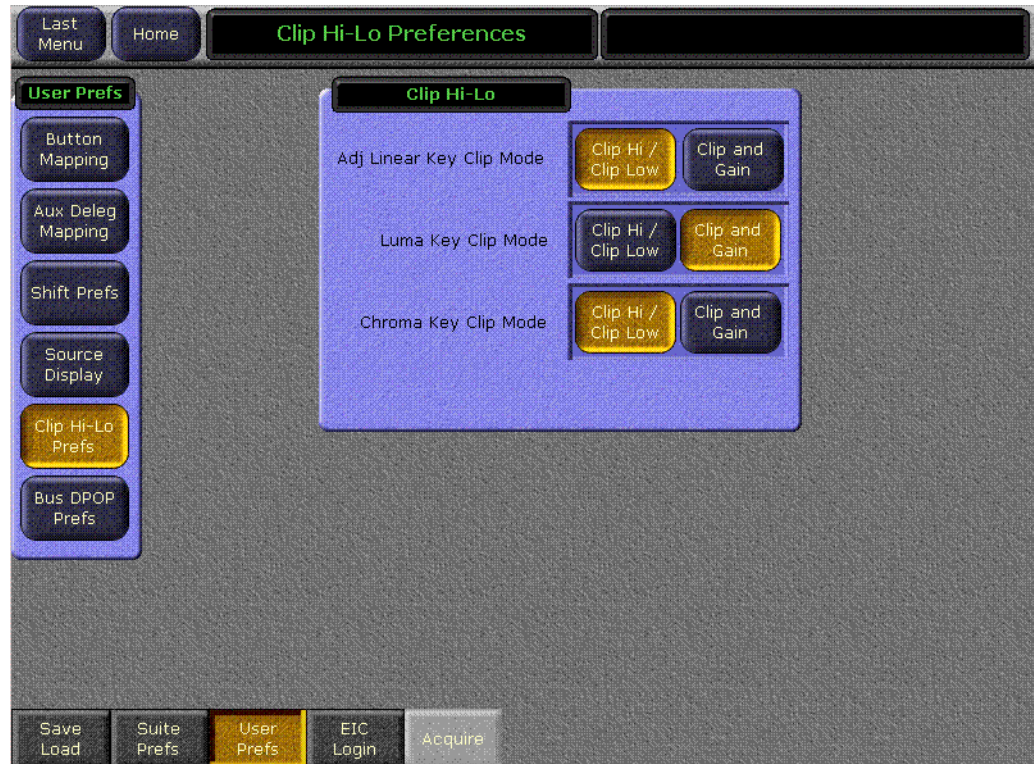 Last
Menu
Home
Clip Hi-Lo Preferences
User Prefs
Button
Mapping
Aux Deleg
Mapping
Shift Prefs
Source
Display
Clip Hi-Lo
Prefs
Bus DPOP
Prefs
Clip Hi-Lo
Adj Linear Key Clip Mode
Clip Hi /
Clip Low
Clip and
Gain
Luma Key Clip Mode
Clip Hi /
Clip Low
Clip and
Gain
Chroma Key Clip Mode
Clip Hi /
Clip Low
Clip and
Gain
Save
Load
Suite
Prefs
User
Prefs
EIC
Login
Acquire